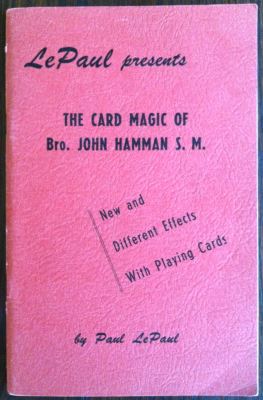 LePaul presents
THE CARD MAGIC OF
Bro. JOHN HAMMAN S. M.
New and
Different Effects
With Playing Cards
by Paul LePaul